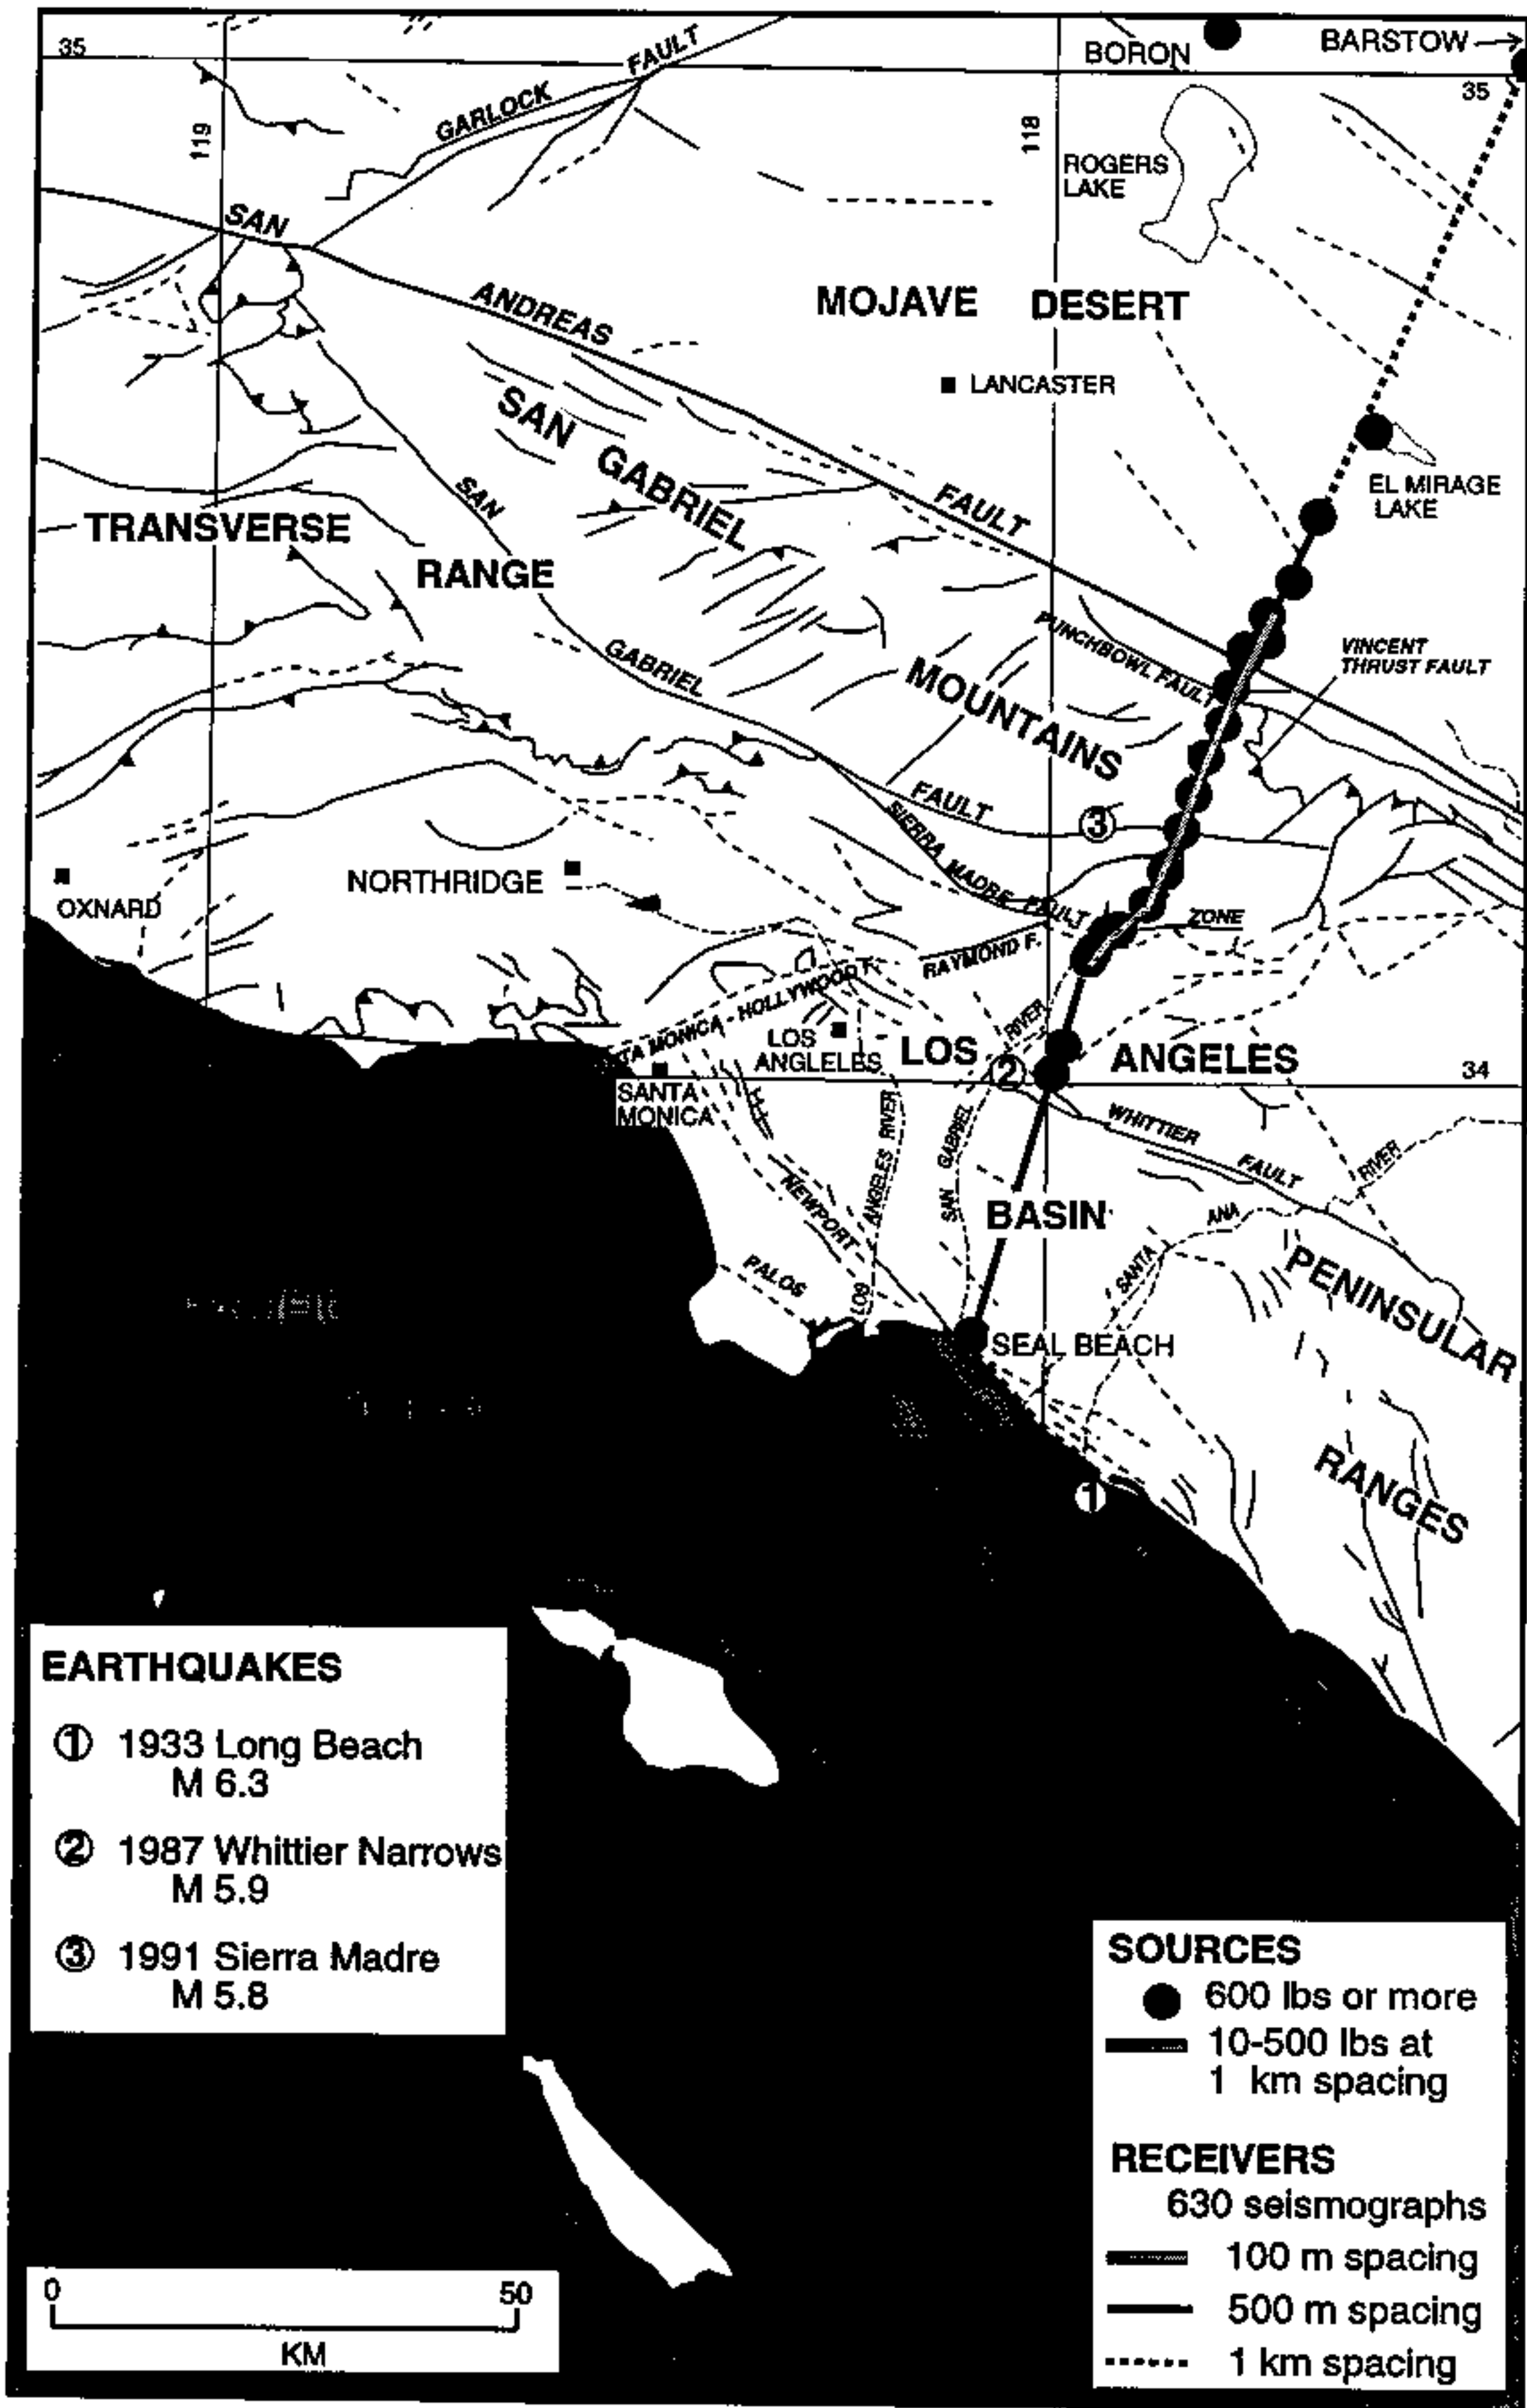 35
GARLOCK FAULT
BORON
BARSTOW
35
119
118
ROGERS
LAKE
SAN ANDREAS FAULT
MOJAVE DESERT
LANCASTER
EL MIRAGE
LAKE
SAN GABRIEL MOUNTAINS
TRANSVERSE
RANGE
SAN GABRIEL FAULT
PUNCHBOWL FAULT
VINCENT
THRUST FAULT
3
SIERRA MADRE FAULT ZONE
NORTHRIDGE
OXNARD
RAYMOND F.
TA MONICA - HOLLYWOOD F.
LOS
ANGLELES
LOS ANGELES
BASIN
2
34
SANTA
MONICA
WHITTIER FAULT
NEWPORT
LOS ANGELES RIVER
SAN GABRIEL RIVER
SANTA ANA RIVER
PALOS
SEAL BEACH
PENINSULAR
RANGES
1
EARTHQUAKES
1 1933 Long Beach
M 6.3
2 1987 Whittier Narrows
M 5.9
3 1991 Sierra Madre
M 5.8
SOURCES
600 lbs or more
10-500 lbs at
1 km spacing
RECEIVERS
630 seismographs
100 m spacing
500 m spacing
1 km spacing
0 50
KM